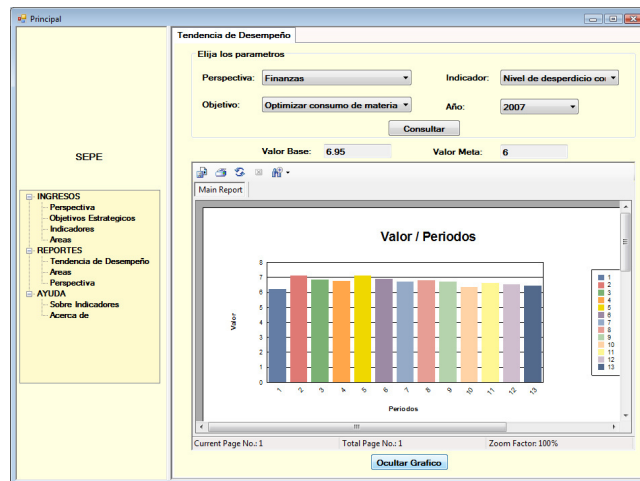 Principal
SEPE
INGRESOS
Perspectiva
Objetivos Estrategicos
Indicadores
Areas
REPORTES
Tendencia de Desempeño
Areas
Perspectiva
AYUDA
Sobre Indicadores
Acerca de
Tendencia de Desempeño
Elija los parametros
Perspectiva: Finanzas Indicador: Nivel de desperdicio co
Objetivo: Optimizar consumo de materia Año: 2007
Consultar
Valor Base: 6.95 Valor Meta: 6
Main Report
Valor / Periodos
8
7
6
5
4
3
2
1
0
Valor
1 2 3 4 5 6 7 8 9 10 11 12 13
Periodos
1
2
3
4
5
6
7
8
9
10
11
12
13
Current Page No.: 1 Total Page No.: 1 Zoom Factor: 100%
Ocultar Grafico